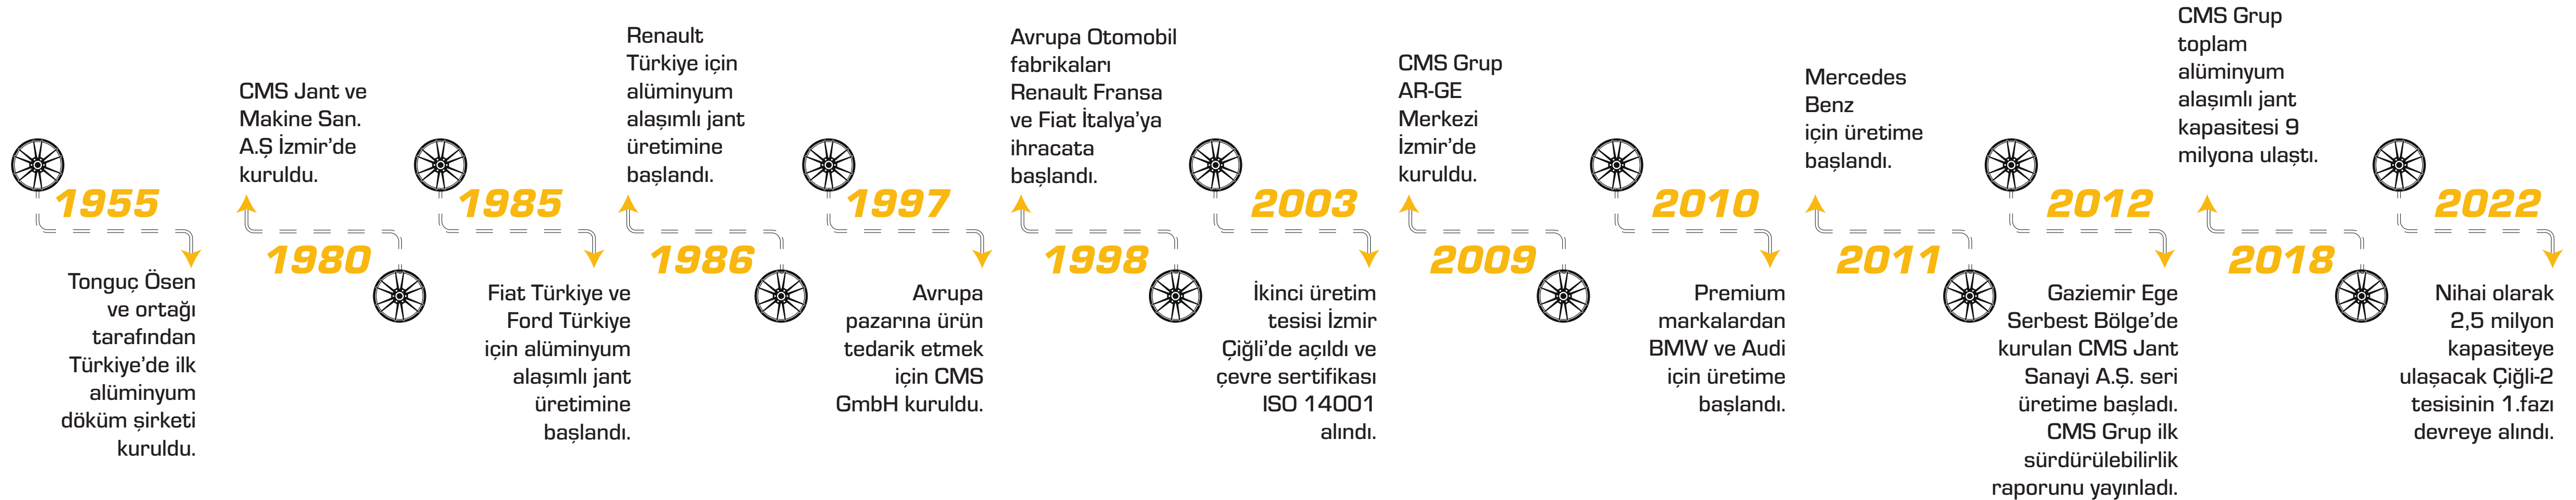 1955
Tonguç Ösen
ve ortağı
tarafından
Türkiye'de ilk
alüminyum
döküm şirketi
kuruldu.
CMS Jant ve
Makine San.
A.Ş İzmir'de
kuruldu.
1980
1985
Fiat Türkiye ve
Ford Türkiye
için alüminyum
alaşımlı jant
üretimine
başlandı.
Renault
Türkiye için
alüminyum
alaşımlı jant
üretimine
başlandı.
1986
1997
Avrupa
pazarına ürün
tedarik etmek
için CMS
GmbH kuruldu.
Avrupa Otomobil
fabrikaları
Renault Fransa
ve Fiat İtalya'ya
ihracata
başlandı.
1998
2003
İkinci üretim
tesisi İzmir
Çiğli'de açıldı ve
çevre sertifikası
ISO 14001
alındı.
CMS Grup
AR-GE
Merkezi
İzmir'de
kuruldu.
2009
2010
Premium
markalardan
BMW ve Audi
için üretime
başlandı.
Mercedes
Benz
için üretime
başlandı.
2011
2012
Gaziemir Ege
Serbest Bölge'de
kurulan CMS Jant
Sanayi A.Ş. seri
üretime başladı.
CMS Grup ilk
sürdürülebilirlik
raporunu yayınladı.
CMS Grup
toplam
alüminyum
alaşımlı jant
kapasitesi 9
milyona ulaştı.
2018
2022
Nihai olarak
2,5 milyon
kapasiteye
ulaşacak Çiğli-2
tesisinin 1.fazı
devreye alındı.